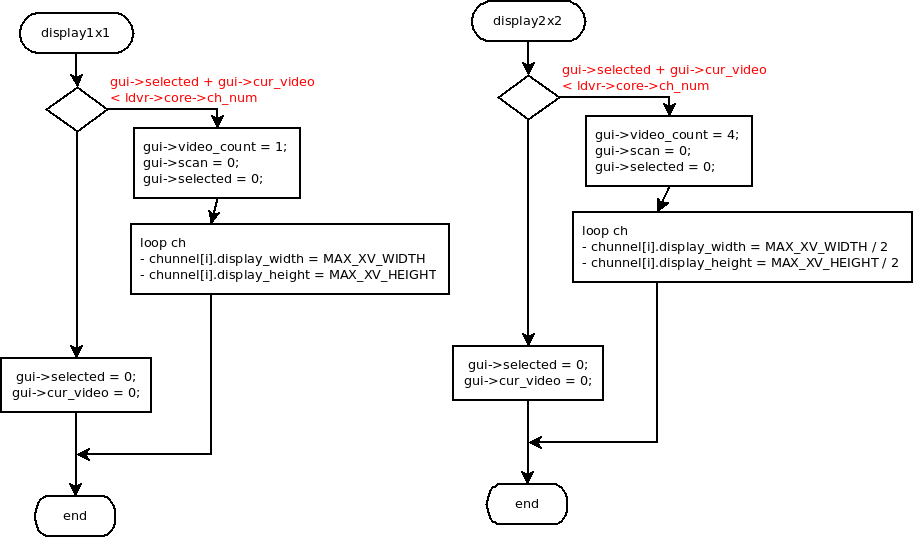 display1x1
gui->selected + gui->cur_video
< ldvr->core->ch_num
gui->video_count = 1;
gui->scan = 0;
gui->selected = 0;
loop ch
- chunnel[i].display_width = MAX_XV_WIDTH
- chunnel[i].display_height = MAX_XV_HEIGHT
gui->selected = 0;
gui->cur_video = 0;
end
display2x2
gui->selected + gui->cur_video
< ldvr->core->ch_num
gui->video_count = 4;
gui->scan = 0;
gui->selected = 0;
loop ch
- chunnel[i].display_width = MAX_XV_WIDTH / 2
- chunnel[i].display_height = MAX_XV_HEIGHT / 2
gui->selected = 0;
gui->cur_video = 0;
end